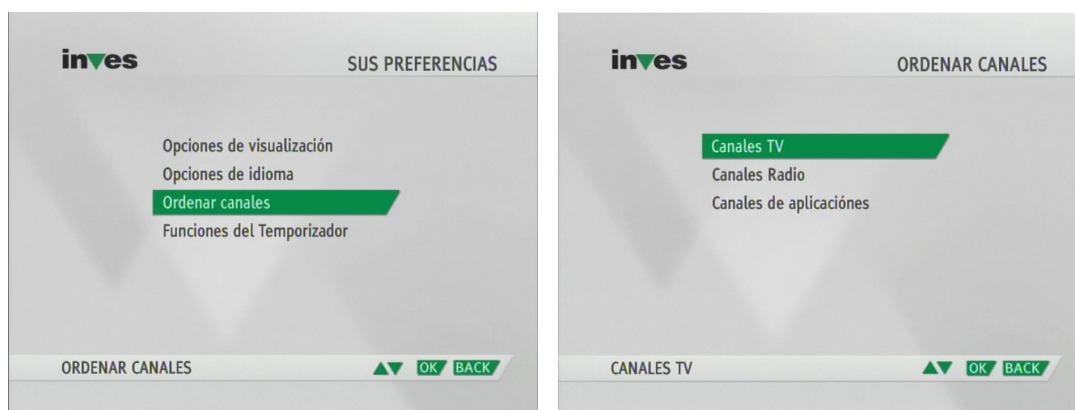 inves
SUS PREFERENCIAS
Opciones de visualización
Opciones de idioma
Ordenar canales
Funciones del Temporizador
ORDENAR CANALES
OK BACK
inves
ORDENAR CANALES
Canales TV
Canales Radio
Canales de aplicaciónes
CANALES TV
OK BACK